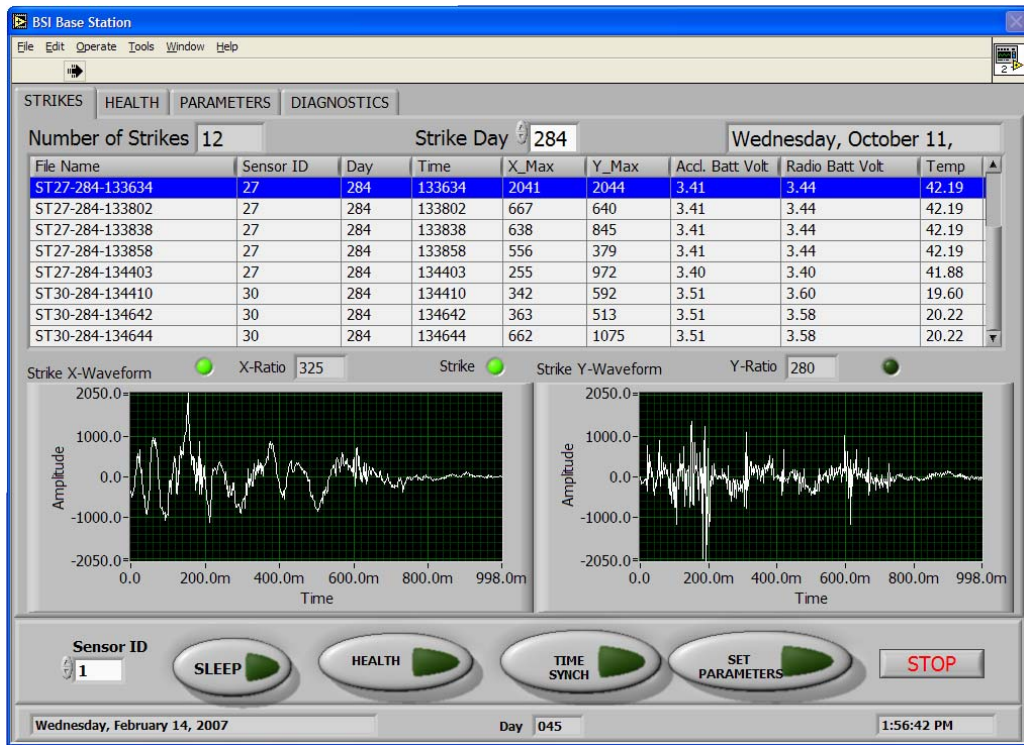 BSI Base Station
File Edit Operate Tools Window Help
2
STRIKES HEALTH PARAMETERS DIAGNOSTICS
Number of Strikes 12 Strike Day 284 Wednesday, October 11,
File Name Sensor ID Day Time X_Max Y_Max Accl. Batt Volt Radio Batt Volt Temp
ST27-284-133634 27 284 133634 2041 2044 3.41 3.44 42.19
ST27-284-133802 27 284 133802 667 640 3.41 3.44 42.19
ST27-284-133838 27 284 133838 638 845 3.41 3.44 42.19
ST27-284-133858 27 284 133858 556 379 3.41 3.44 42.19
ST27-284-134403 27 284 134403 255 972 3.40 3.40 41.88
ST30-284-134410 30 284 134410 342 592 3.51 3.60 19.60
ST30-284-134642 30 284 134642 363 513 3.51 3.58 20.22
ST30-284-134644 30 284 134644 662 1075 3.51 3.58 20.22
Strike X-Waveform X-Ratio 325 Strike Strike Y-Waveform Y-Ratio 280
2050.0 2050.0
1000.0 1000.0
0.0 0.0
-1000.0 -1000.0
-2050.0 -2050.0
Amplitude Amplitude
0.0 200.0m 400.0m 600.0m 800.0m 998.0m 0.0 200.0m 400.0m 600.0m 800.0m 998.0m
Time Time
Sensor ID
1 SLEEP HEALTH TIME SYNCH SET PARAMETERS STOP
Wednesday, February 14, 2007 Day 045 1:56:42 PM